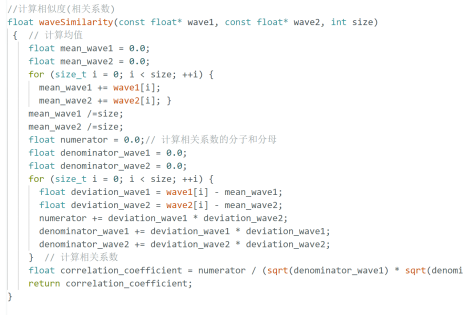 //计算相似度(相关系数)
float waveSimilarity(const float* wave1, const float* wave2, int size)
{  // 计算均值
float mean_wave1 = 0.0;
float mean_wave2 = 0.0;
for (size_t i = 0; i < size; ++i) {
mean_wave1 += wave1[i];
mean_wave2 += wave2[i]; }
mean_wave1 /=size;
mean_wave2 /=size;
float numerator = 0.0;// 计算相关系数的分子和分母
float denominator_wave1 = 0.0;
float denominator_wave2 = 0.0;
for (size_t i = 0; i < size; ++i) {
float deviation_wave1 = wave1[i] - mean_wave1;
float deviation_wave2 = wave2[i] - mean_wave2;
numerator += deviation_wave1 * deviation_wave2;
denominator_wave1 += deviation_wave1 * deviation_wave1;
denominator_wave2 += deviation_wave2 * deviation_wave2;
}  // 计算相关系数
float correlation_coefficient = numerator / (sqrt(denominator_wave1) * sqrt(denomi
return correlation_coefficient;
}